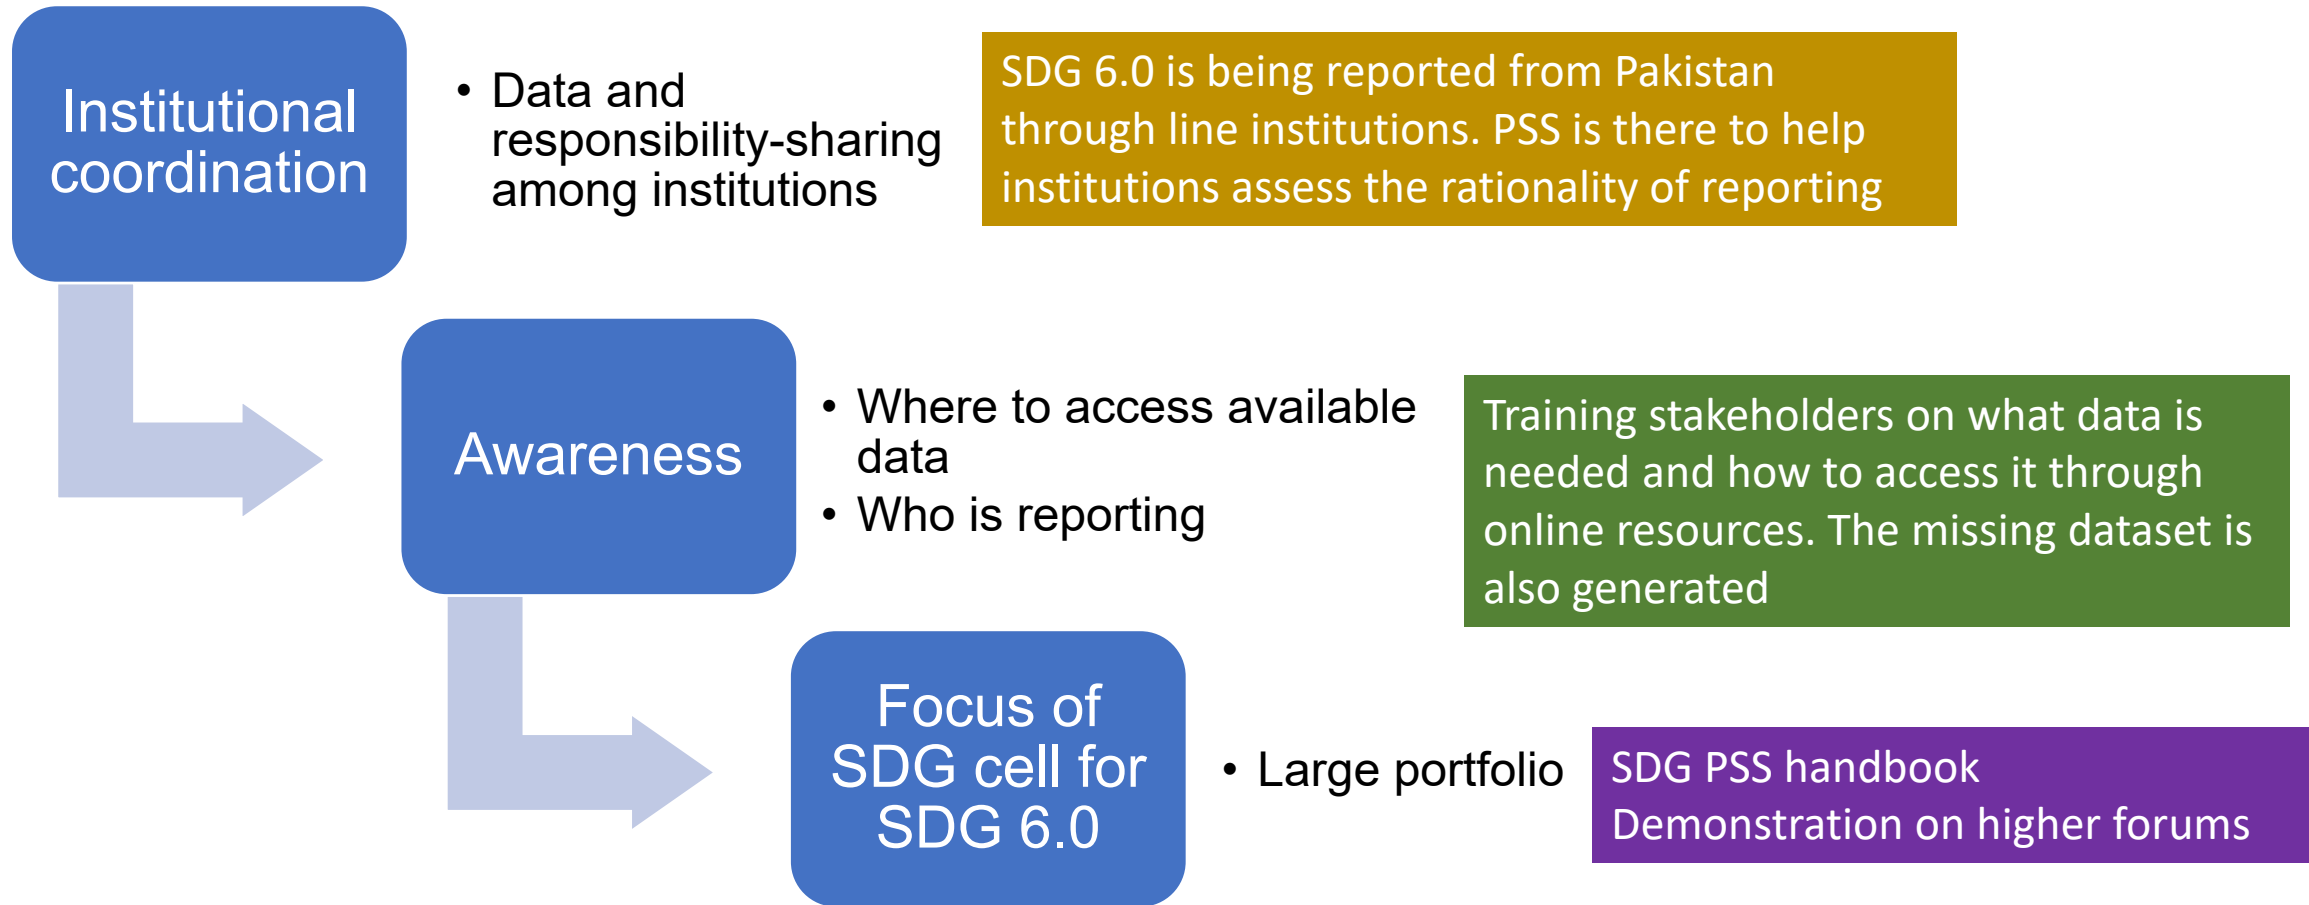 Institutional
coordination
• Data and
responsibility-sharing
among institutions
SDG 6.0 is being reported from Pakistan
through line institutions. PSS is there to help
institutions assess the rationality of reporting
Awareness
• Where to access available
data
• Who is reporting
Training stakeholders on what data is
needed and how to access it through
online resources. The missing dataset is
also generated
Focus of
SDG cell for
SDG 6.0
• Large portfolio
SDG PSS handbook
Demonstration on higher forums